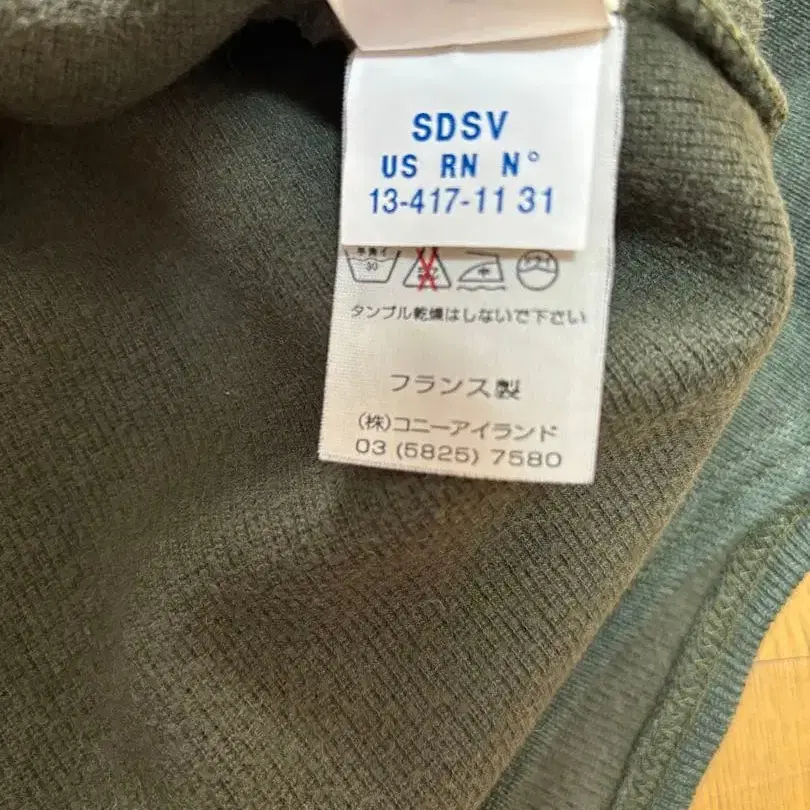 SDSV
US RN N°
13-417-11 31
30
中
タンブル乾燥はしないで下さい
フランス製
(株)コニーアイランド
03 (5825) 7580